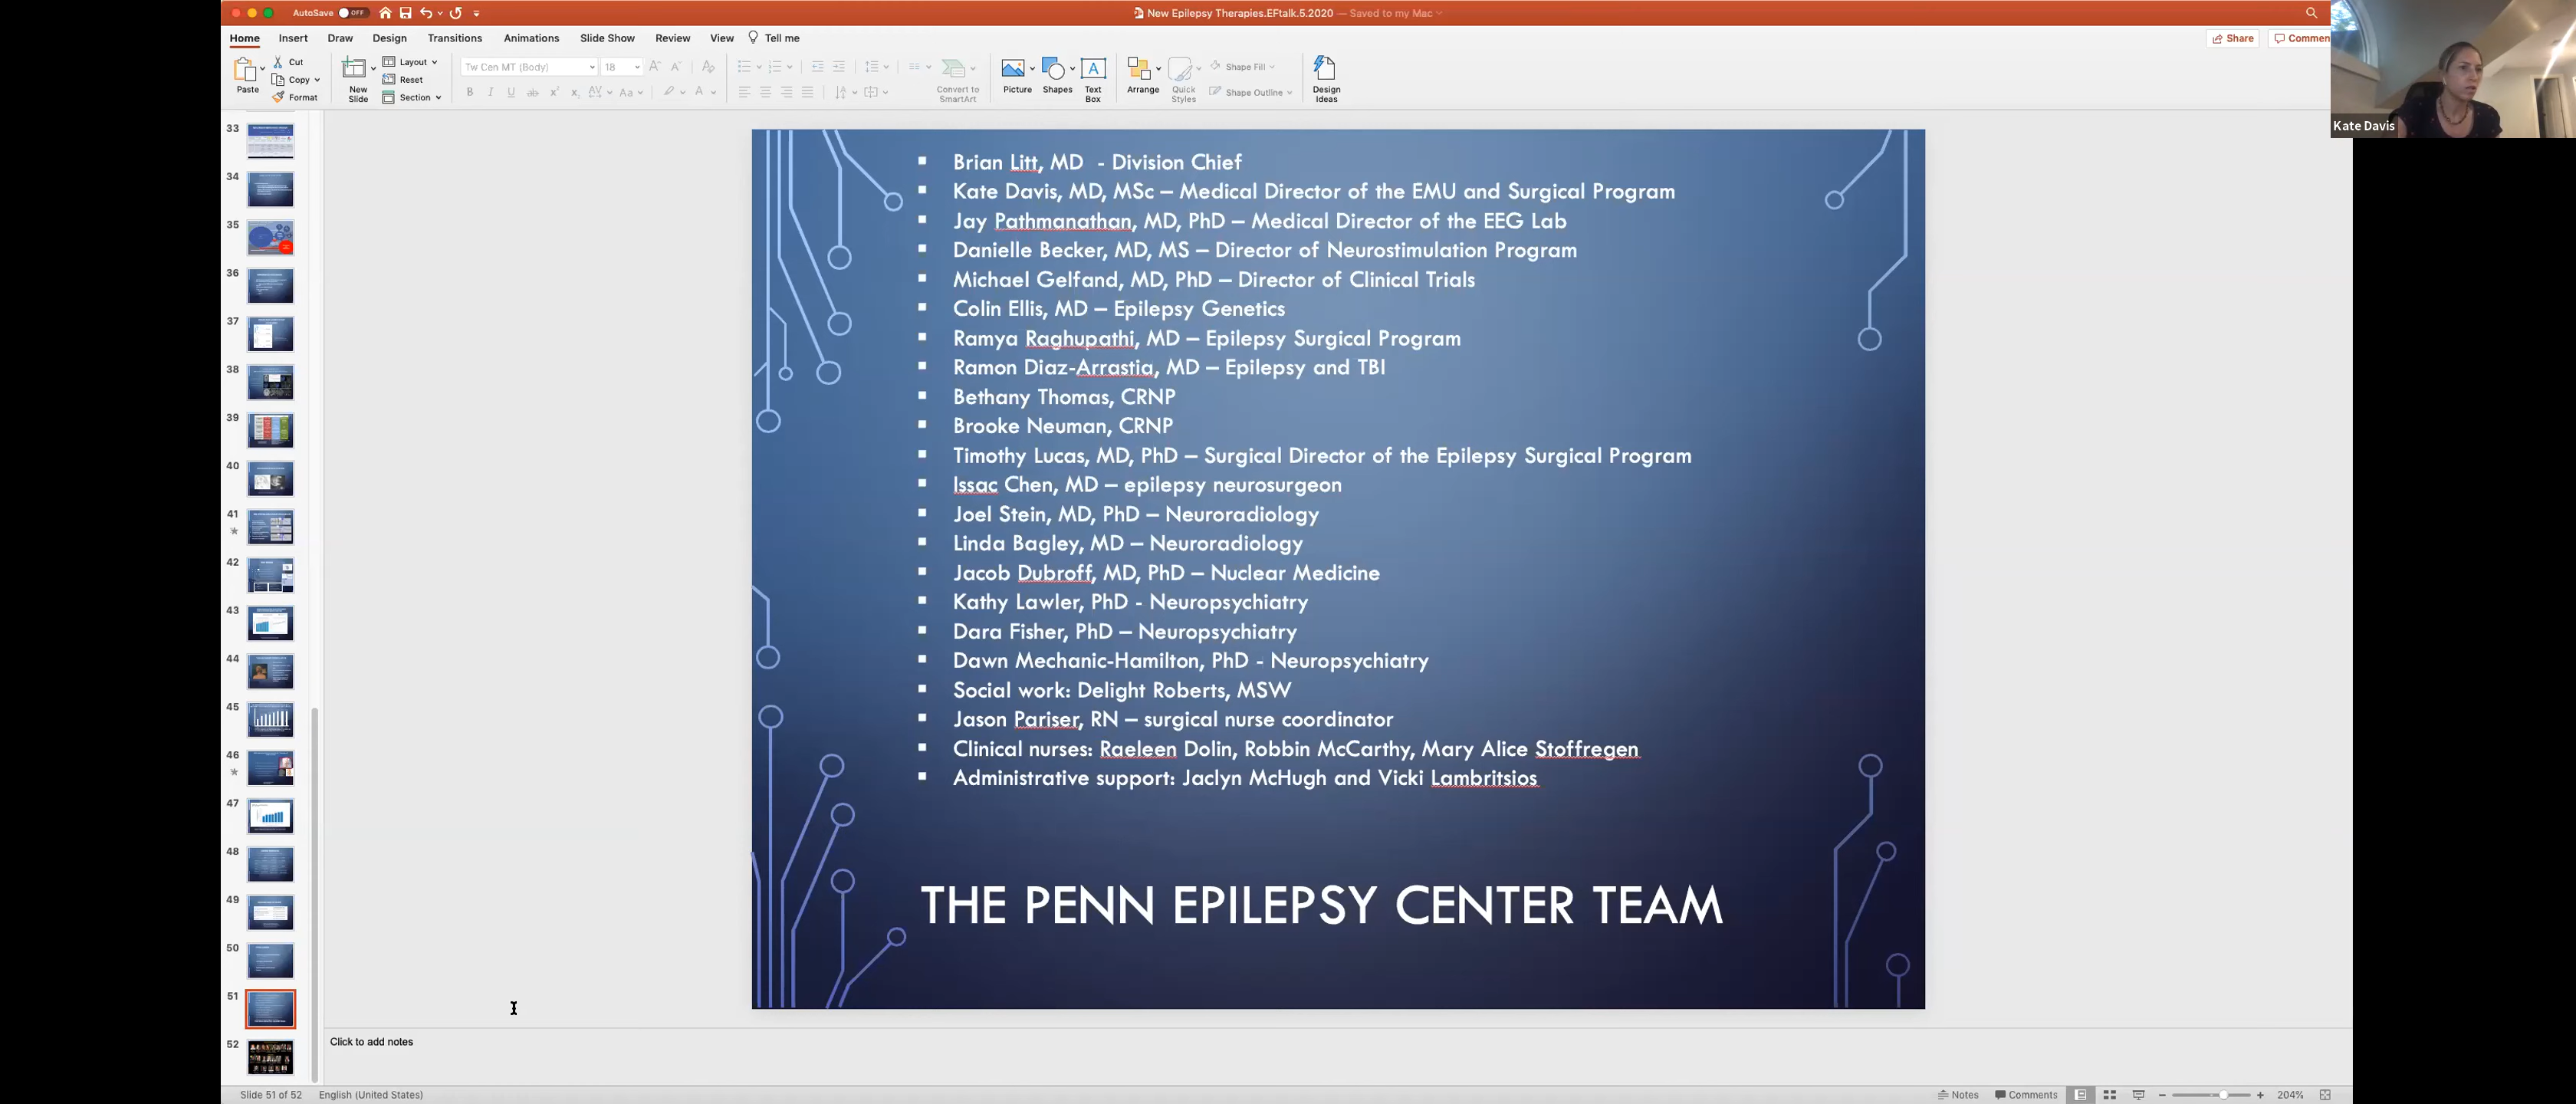 AutoSave OFF
New Epilepsy Therapies.EFtalk.5.2020 — Saved to my Mac
Home Insert Draw Design Transitions Animations Slide Show Review View Tell me
Share Commen
Paste
Cut
Copy
Format
New Slide
Layout
Reset
Section
Tw Cen MT (Body) 18
Convert to SmartArt
Picture
Shapes
Text Box
Arrange
Quick Styles
Shape Fill
Shape Outline
Design Ideas
Kate Davis
33
34
35
36
37
38
39
40
41
42
43
44
45
46
47
48
49
50
51
52
Brian Litt, MD - Division Chief
Kate Davis, MD, MSc – Medical Director of the EMU and Surgical Program
Jay Pathmanathan, MD, PhD – Medical Director of the EEG Lab
Danielle Becker, MD, MS – Director of Neurostimulation Program
Michael Gelfand, MD, PhD – Director of Clinical Trials
Colin Ellis, MD – Epilepsy Genetics
Ramya Raghupathi, MD – Epilepsy Surgical Program
Ramon Diaz-Arrastia, MD – Epilepsy and TBI
Bethany Thomas, CRNP
Brooke Neuman, CRNP
Timothy Lucas, MD, PhD – Surgical Director of the Epilepsy Surgical Program
Issac Chen, MD – epilepsy neurosurgeon
Joel Stein, MD, PhD – Neuroradiology
Linda Bagley, MD – Neuroradiology
Jacob Dubroff, MD, PhD – Nuclear Medicine
Kathy Lawler, PhD - Neuropsychiatry
Dara Fisher, PhD – Neuropsychiatry
Dawn Mechanic-Hamilton, PhD - Neuropsychiatry
Social work: Delight Roberts, MSW
Jason Pariser, RN – surgical nurse coordinator
Clinical nurses: Raeleen Dolin, Robbin McCarthy, Mary Alice Stoffregen
Administrative support: Jaclyn McHugh and Vicki Lambritsios
THE PENN EPILEPSY CENTER TEAM
Click to add notes
Slide 51 of 52 English (United States)
Notes Comments 204%